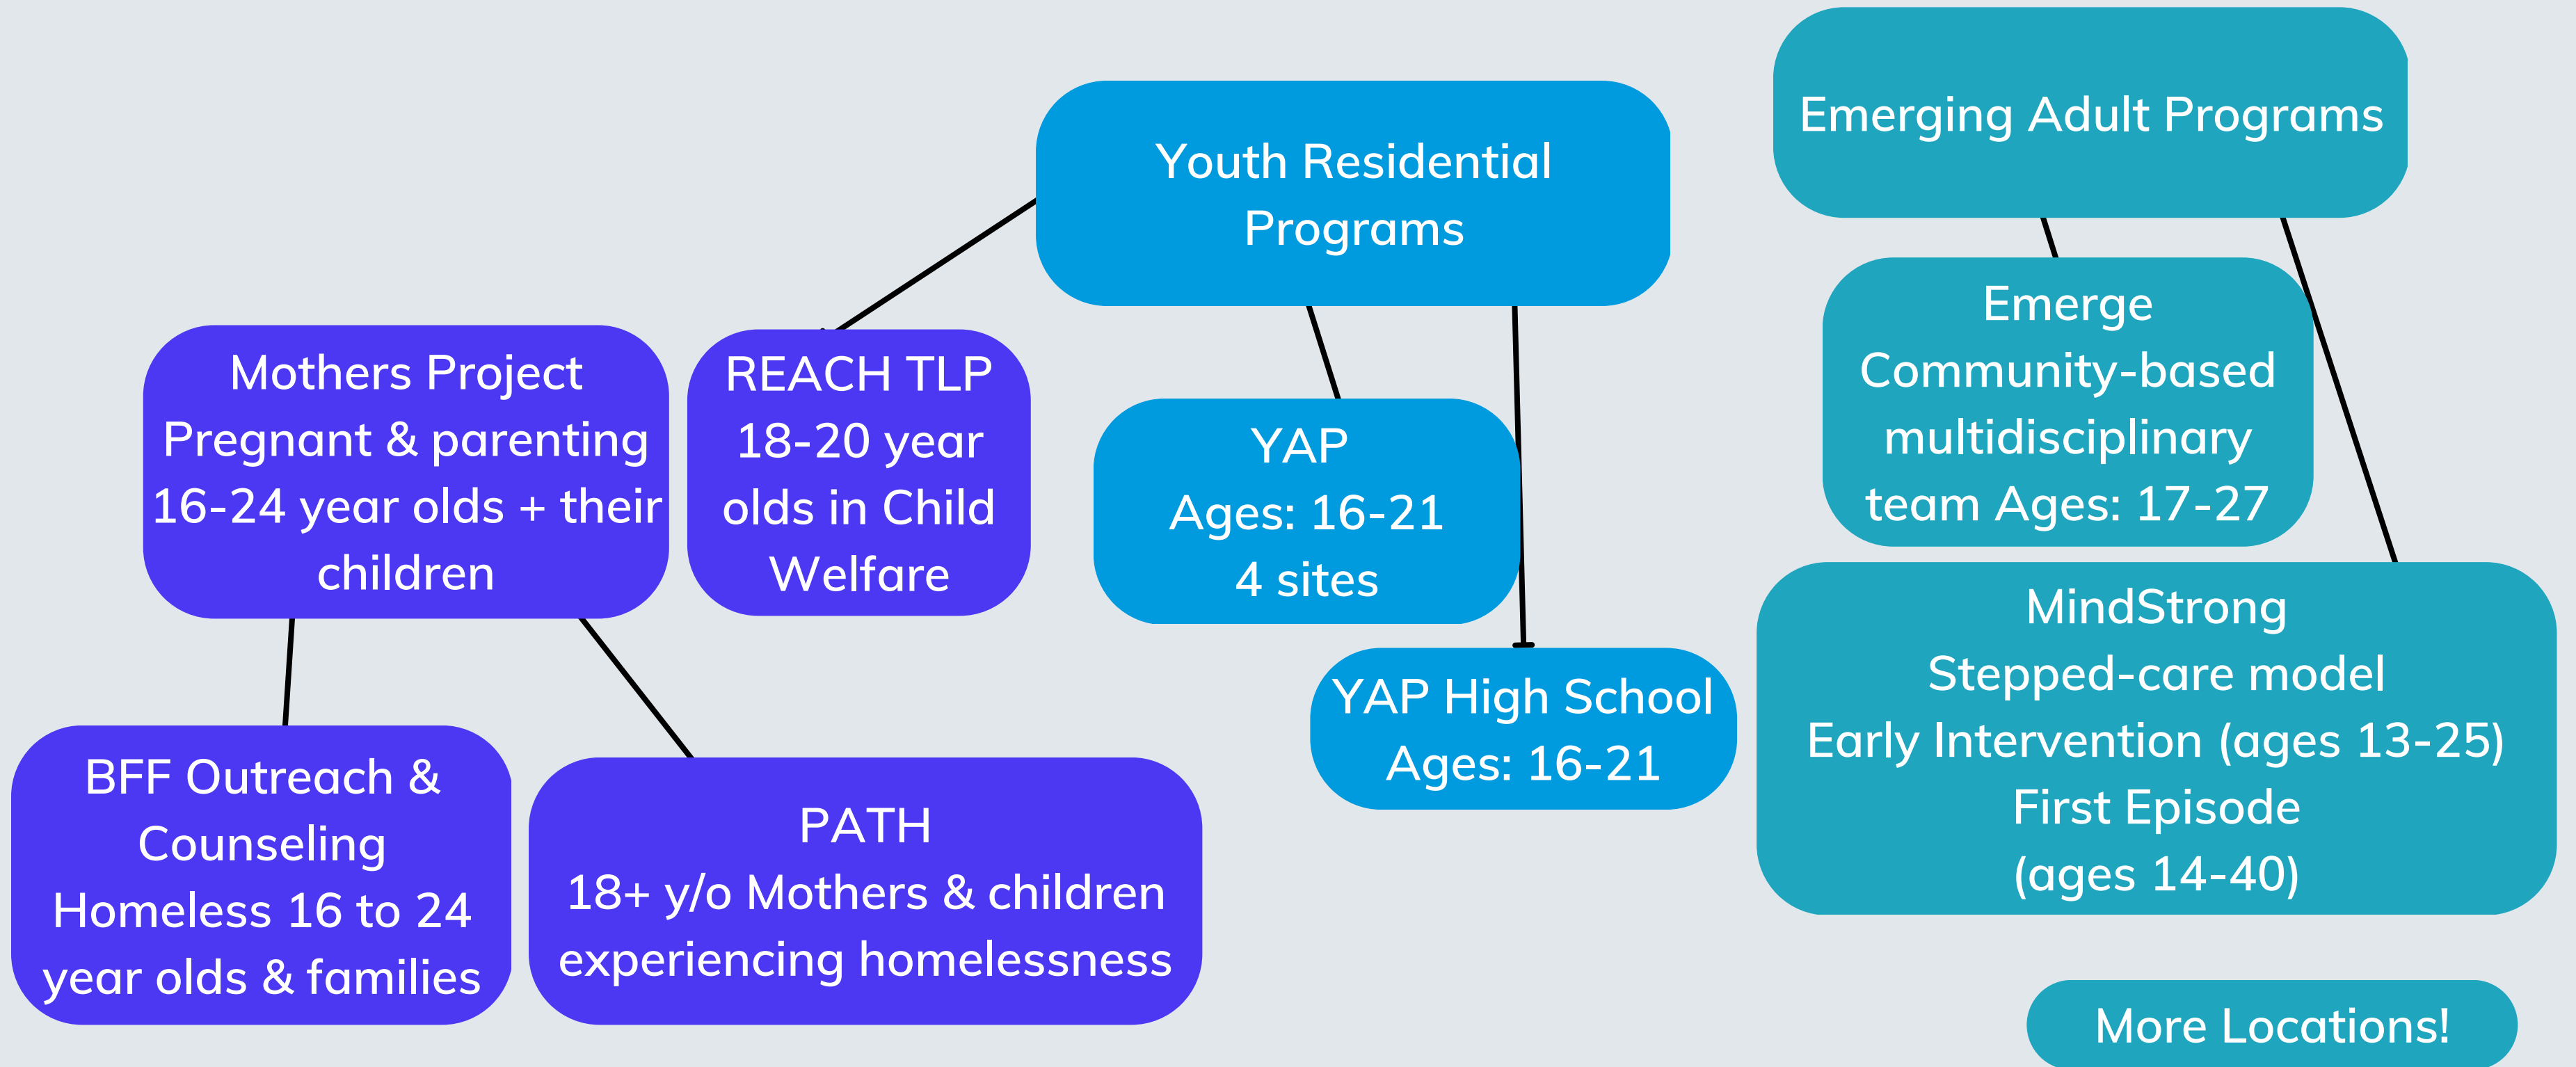 Emerging Adult Programs
Youth Residential
Programs
Emerge
Community-based
multidisciplinary
team Ages: 17-27
Mothers Project
Pregnant & parenting
16-24 year olds + their
children
REACH TLP
18-20 year
olds in Child
Welfare
YAP
Ages: 16-21
4 sites
MindStrong
Stepped-care model
Early Intervention (ages 13-25)
First Episode
(ages 14-40)
YAP High School
Ages: 16-21
BFF Outreach &
Counseling
Homeless 16 to 24
year olds & families
PATH
18+ y/o Mothers & children
experiencing homelessness
More Locations!